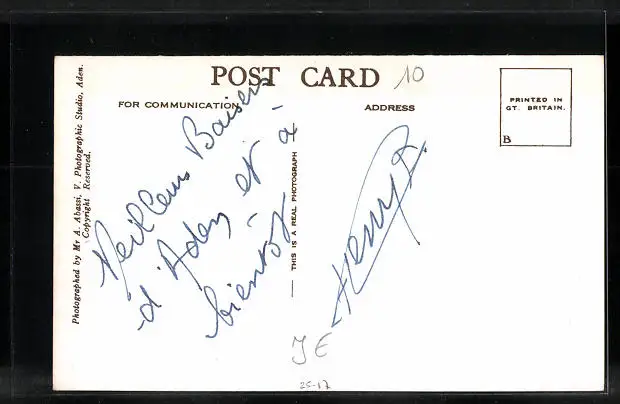 POST CARD 10
FOR COMMUNICATION
ADDRESS
PRINTED IN
GT. BRITAIN.
B
Photographed by Mr A. Abassi, V. Photographic Studio, Aden.
Copyright Reserved.
— THIS IS A REAL PHOTOGRAPH —
Meilleurs Baisers
d'Aden et à
bientôt
Henry
JE
25-17